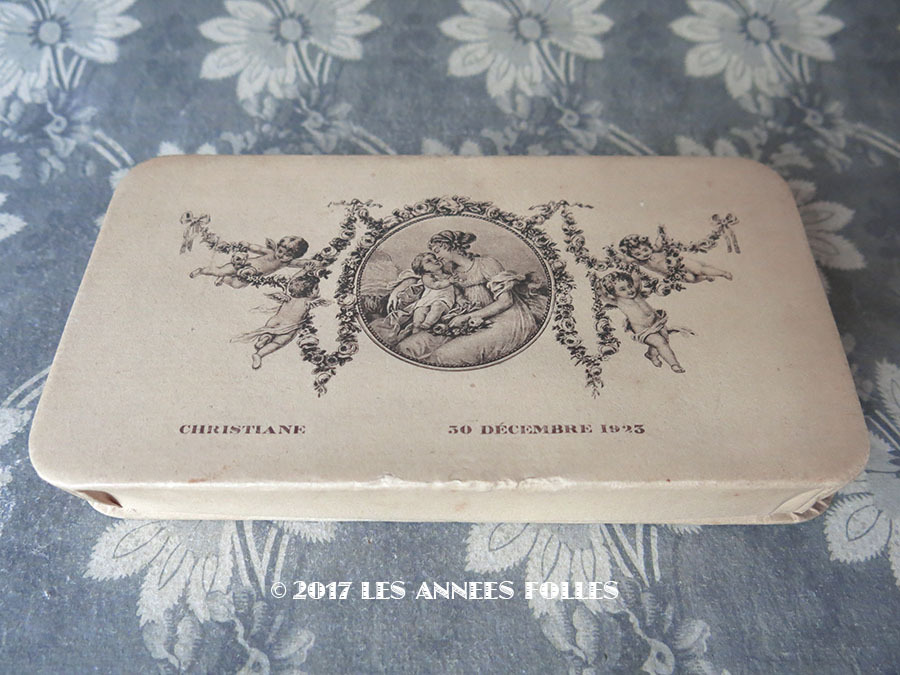 CHRISTIANE 30 DÉCEMBRE 1923
© 2017 LES ANNEES FOLLES